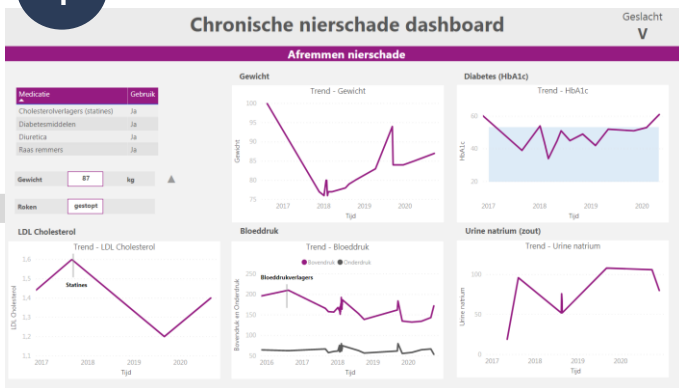 Chronische nierschade dashboard
Geslacht
V
Afremmen nierschade
Medicatie Gebruik
Cholesterolverlagers (statines) Ja
Diabetesmiddelen Ja
Diuretica Ja
Raas remmers Ja
Gewicht 87 kg
Roken gestopt
Gewicht
Trend - Gewicht
Gewicht
100
95
90
85
80
75
2017 2018 2019 2020
Tijd
Diabetes (HbA1c)
Trend - HbA1c
HbA1c
60
40
20
2017 2018 2019 2020
Tijd
LDL Cholesterol
Trend - LDL Cholesterol
LDL Cholesterol
1,6
1,5
1,4
1,3
1,2
1,1
Statines
2017 2018 2019 2020
Tijd
Bloeddruk
Trend - Bloeddruk
Bovendruk Onderdruk
Bovendruk en Onderdruk
250
200
150
100
50
Bloeddrukverlagers
2016 2017 2018 2019 2020
Tijd
Urine natrium (zout)
Trend - Urine natrium
Urine natrium
100
50
0
2017 2018 2019 2020
Tijd